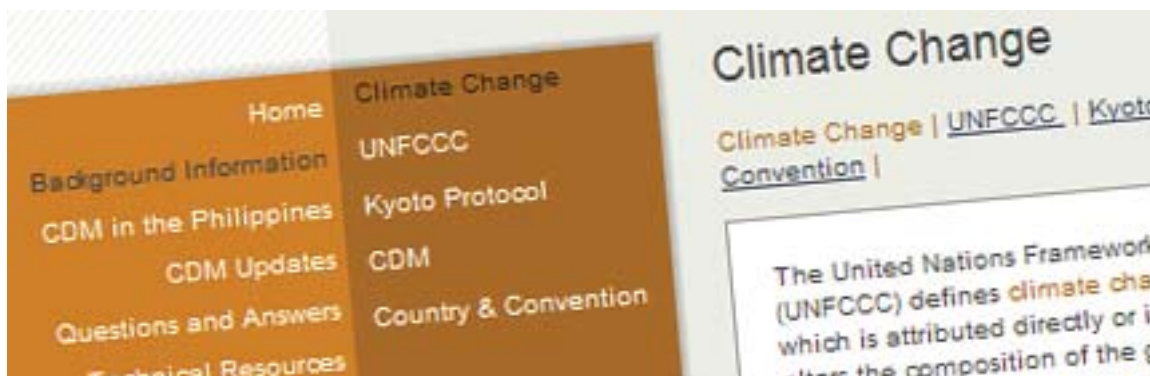 Home
Background Information
CDM in the Philippines
CDM Updates
Questions and Answers
Technical Resources
Climate Change
UNFCCC
Kyoto Protocol
CDM
Country & Convention
Climate Change
Climate Change | UNFCCC | Kyoto
Convention |
The United Nations Framework
(UNFCCC) defines climate
which is attributed directly or
alters the composition of the